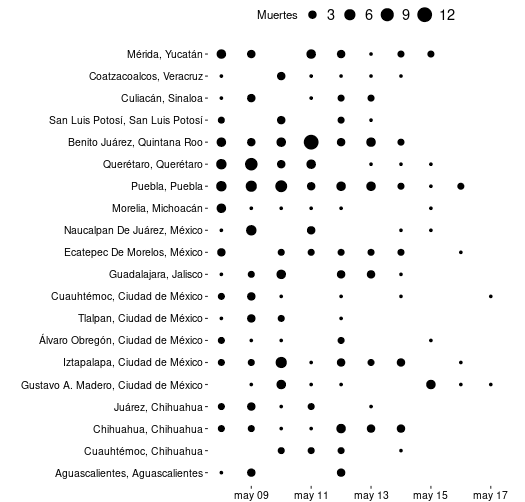 Muertes 3 6 9 12
Mérida, Yucatán
Coatzacoalcos, Veracruz
Culiacán, Sinaloa
San Luis Potosí, San Luis Potosí
Benito Juárez, Quintana Roo
Querétaro, Querétaro
Puebla, Puebla
Morelia, Michoacán
Naucalpan De Juárez, México
Ecatepec De Morelos, México
Guadalajara, Jalisco
Cuauhtémoc, Ciudad de México
Tlalpan, Ciudad de México
Álvaro Obregón, Ciudad de México
Iztapalapa, Ciudad de México
Gustavo A. Madero, Ciudad de México
Juárez, Chihuahua
Chihuahua, Chihuahua
Cuauhtémoc, Chihuahua
Aguascalientes, Aguascalientes
may 09 may 11 may 13 may 15 may 17